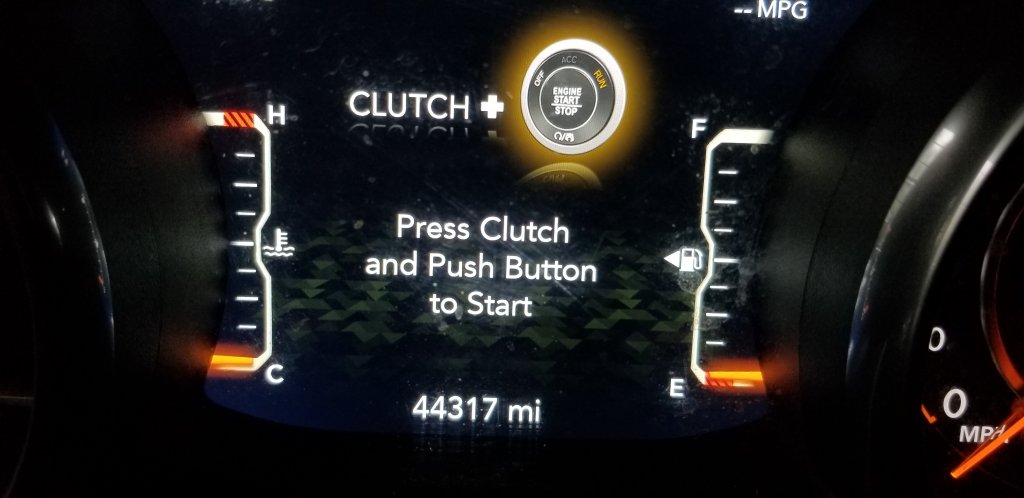 -- MPG
CLUTCH +
OFF ACC RUN
ENGINE
START
STOP
H
F
Press Clutch
and Push Button
to Start
C
E
44317 mi
0
MPH